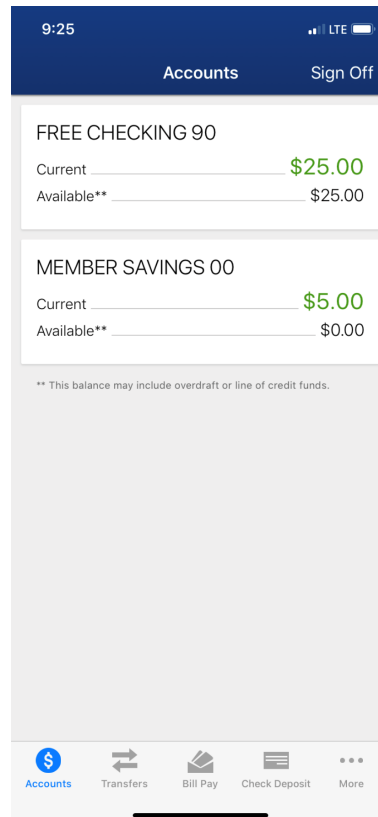 9:25 LTE
Accounts Sign Off
FREE CHECKING 90
Current $25.00
Available** $25.00
MEMBER SAVINGS 00
Current $5.00
Available** $0.00
** This balance may include overdraft or line of credit funds.
Accounts Transfers Bill Pay Check Deposit More